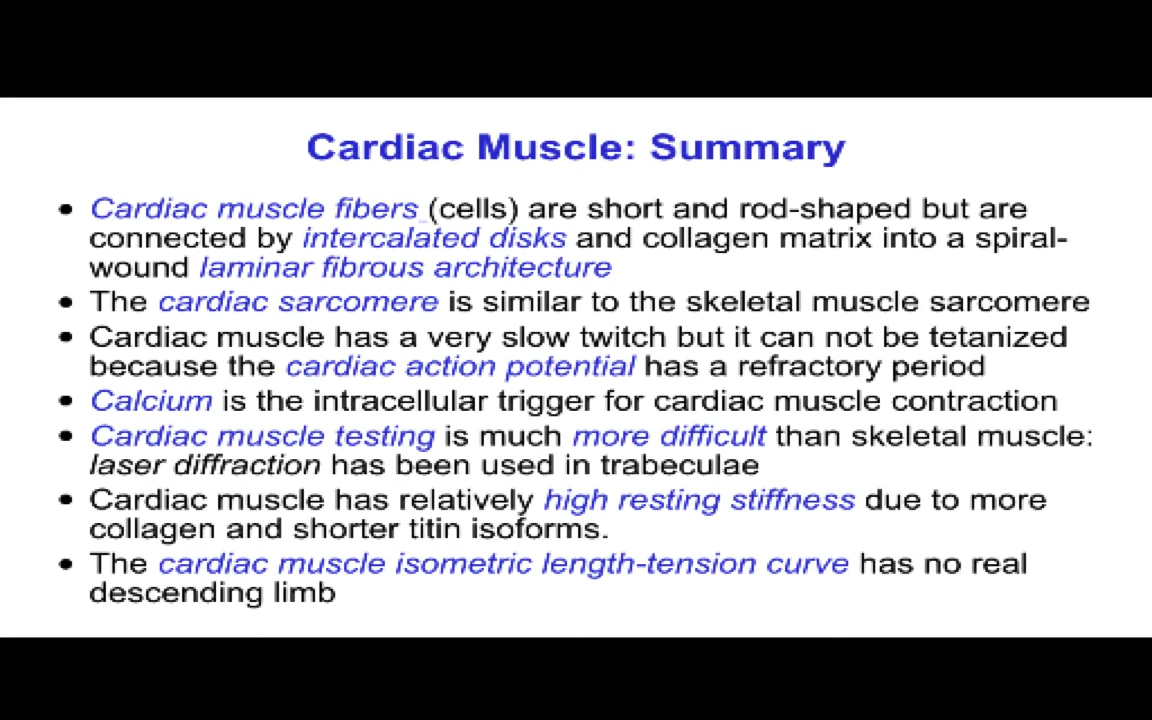 Cardiac Muscle: Summary
• Cardiac muscle fibers (cells) are short and rod-shaped but are
connected by intercalated disks and collagen matrix into a spiral-
wound laminar fibrous architecture
• The cardiac sarcomere is similar to the skeletal muscle sarcomere
• Cardiac muscle has a very slow twitch but it can not be tetanized
because the cardiac action potential has a refractory period
• Calcium is the intracellular trigger for cardiac muscle contraction
• Cardiac muscle testing is much more difficult than skeletal muscle:
laser diffraction has been used in trabeculae
• Cardiac muscle has relatively high resting stiffness due to more
collagen and shorter titin isoforms.
• The cardiac muscle isometric length-tension curve has no real
descending limb